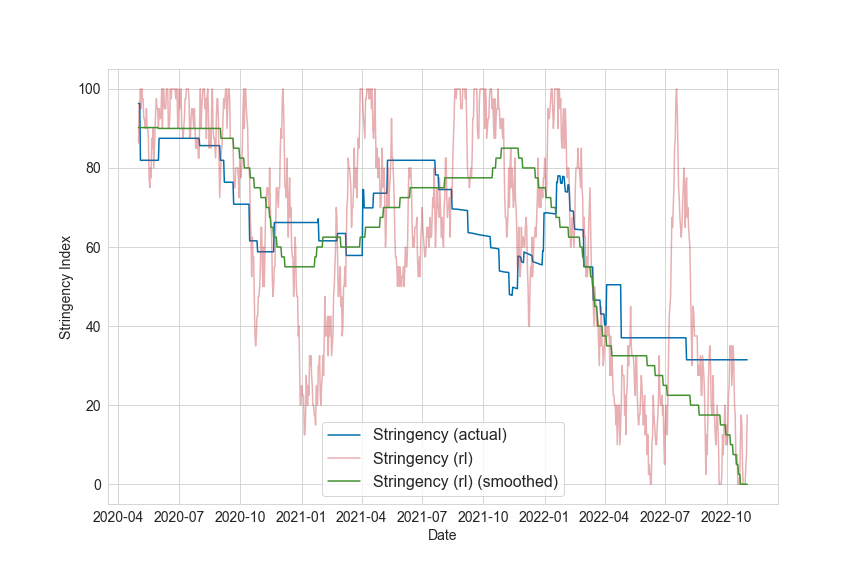 100
80
60
40
20
0
Stringency Index
Stringency (actual)
Stringency (rl)
Stringency (rl) (smoothed)
2020-04 2020-07 2020-10 2021-01 2021-04 2021-07 2021-10 2022-01 2022-04 2022-07 2022-10
Date